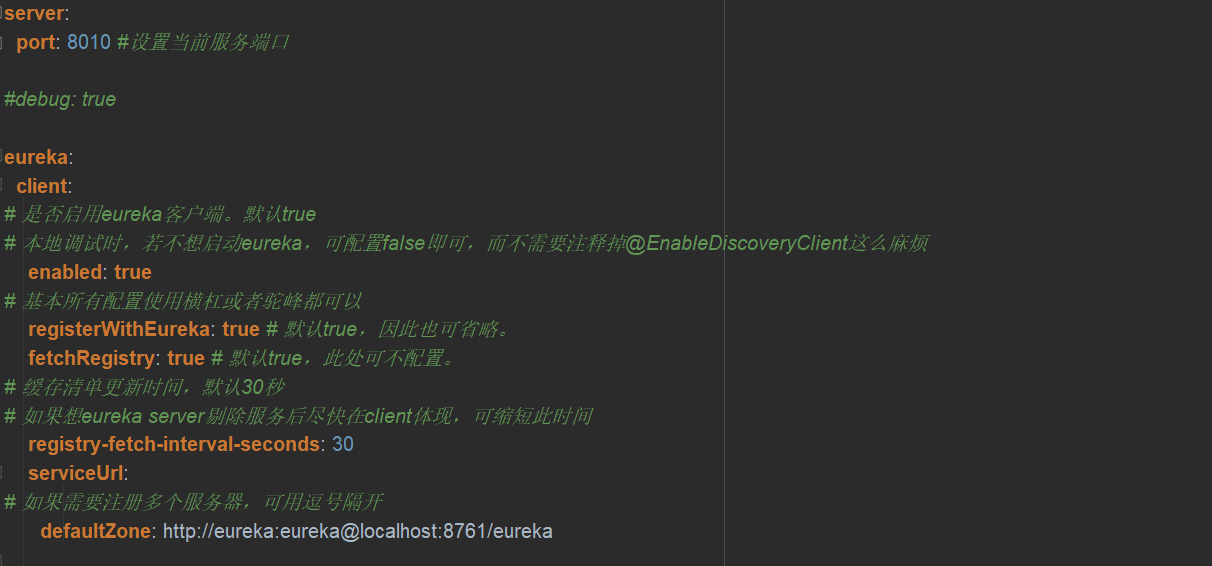 server:
port: 8010 #设置当前服务端口
#debug: true
eureka:
client:
# 是否启用eureka客户端。默认true
# 本地调试时，若不想启动eureka，可配置false即可，而不需要注释掉@EnableDiscoveryClient这么麻烦
enabled: true
# 基本所有配置使用横杠或者驼峰都可以
registerWithEureka: true # 默认true，因此也可省略。
fetchRegistry: true # 默认true，此处可不配置。
# 缓存清单更新时间，默认30秒
# 如果想eureka server剔除服务后尽快在client体现，可缩短此时间
registry-fetch-interval-seconds: 30
serviceUrl:
# 如果需要注册多个服务器，可用逗号隔开
defaultZone: http://eureka:eureka@localhost:8761/eureka